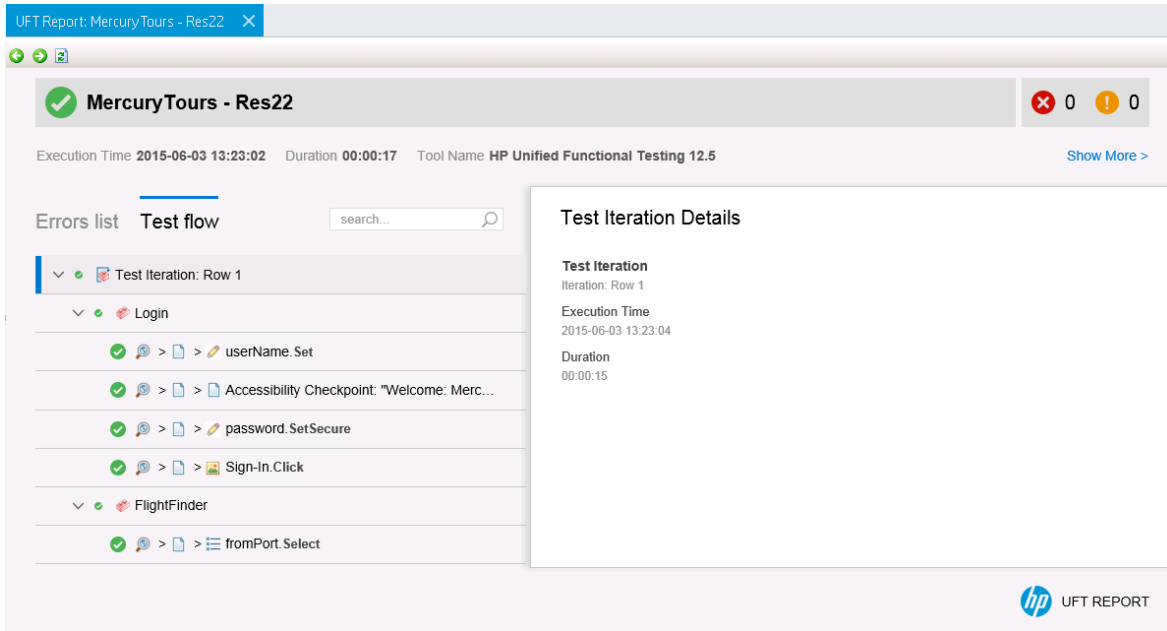 UFT Report: MercuryTours - Res22
MercuryTours - Res22
0 0
Execution Time 2015-06-03 13:23:02 Duration 00:00:17 Tool Name HP Unified Functional Testing 12.5 Show More >
Errors list Test flow search...
Test Iteration: Row 1
Login
> > userName.Set
> > Accessibility Checkpoint: "Welcome: Merc...
> > password.SetSecure
> > Sign-In.Click
FlightFinder
> > fromPort.Select
Test Iteration Details
Test Iteration
Iteration: Row 1
Execution Time
2015-06-03 13:23:04
Duration
00:00:15
hp UFT REPORT